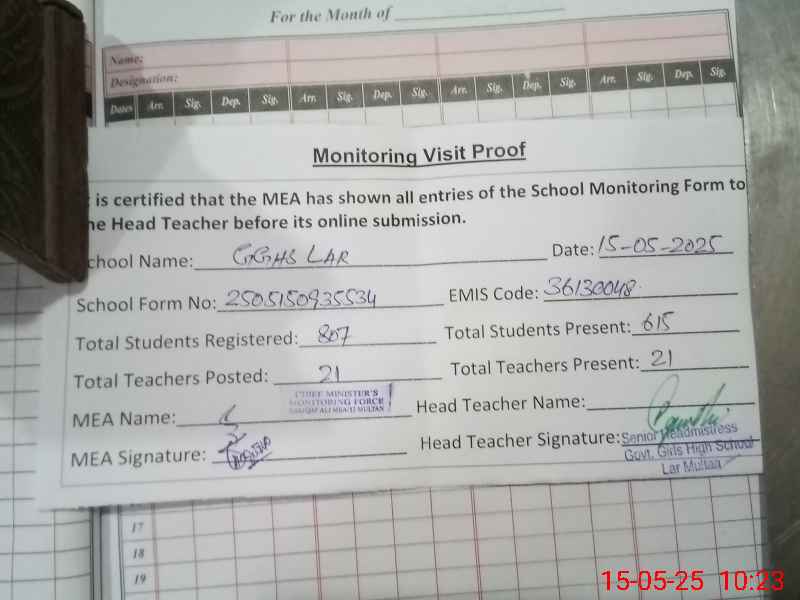 For the Month of
Name:
Designation:
Dates Arr. Sig. Dep. Sig. Arr. Sig. Dep. Sig. Arr. Sig. Dep. Sig. Arr. Sig. Dep. Sig.
Monitoring Visit Proof
is certified that the MEA has shown all entries of the School Monitoring Form to
he Head Teacher before its online submission.
chool Name: GGHS LAR Date: 15-05-2025
School Form No: 2505150935534 EMIS Code: 36130048
Total Students Registered: 807 Total Students Present: 615
Total Teachers Posted: 21 Total Teachers Present: 21
CHIEF MINISTER'S
MONITORING FORCE
MULTAN
MEA Name: Head Teacher Name:
MEA Signature: Head Teacher Signature:
Senior Headmistress
Govt. Girls High School
Lar Multan
17
18
19
15-05-25 10:23